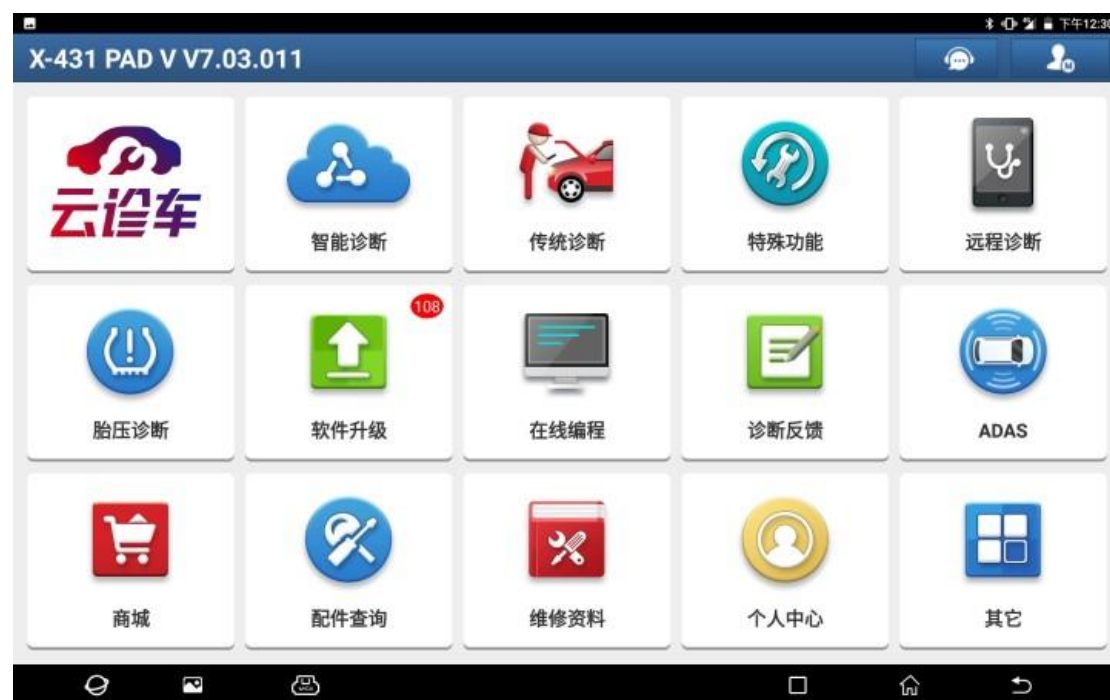 下午12:30
X-431 PAD V V7.03.011
云诊车
智能诊断
传统诊断
特殊功能
远程诊断
108
胎压诊断
软件升级
在线编程
诊断反馈
ADAS
商城
配件查询
维修资料
个人中心
其它